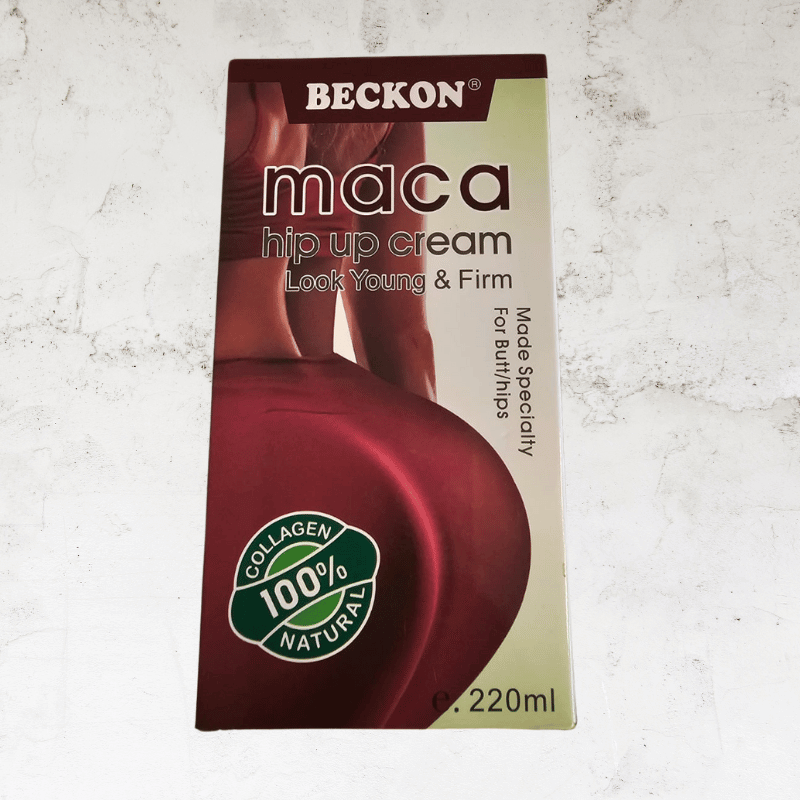 BECKON®
maca
hip up cream
Look Young & Firm
Made Specialty
For Butt/hips
COLLAGEN
100%
NATURAL
e. 220ml